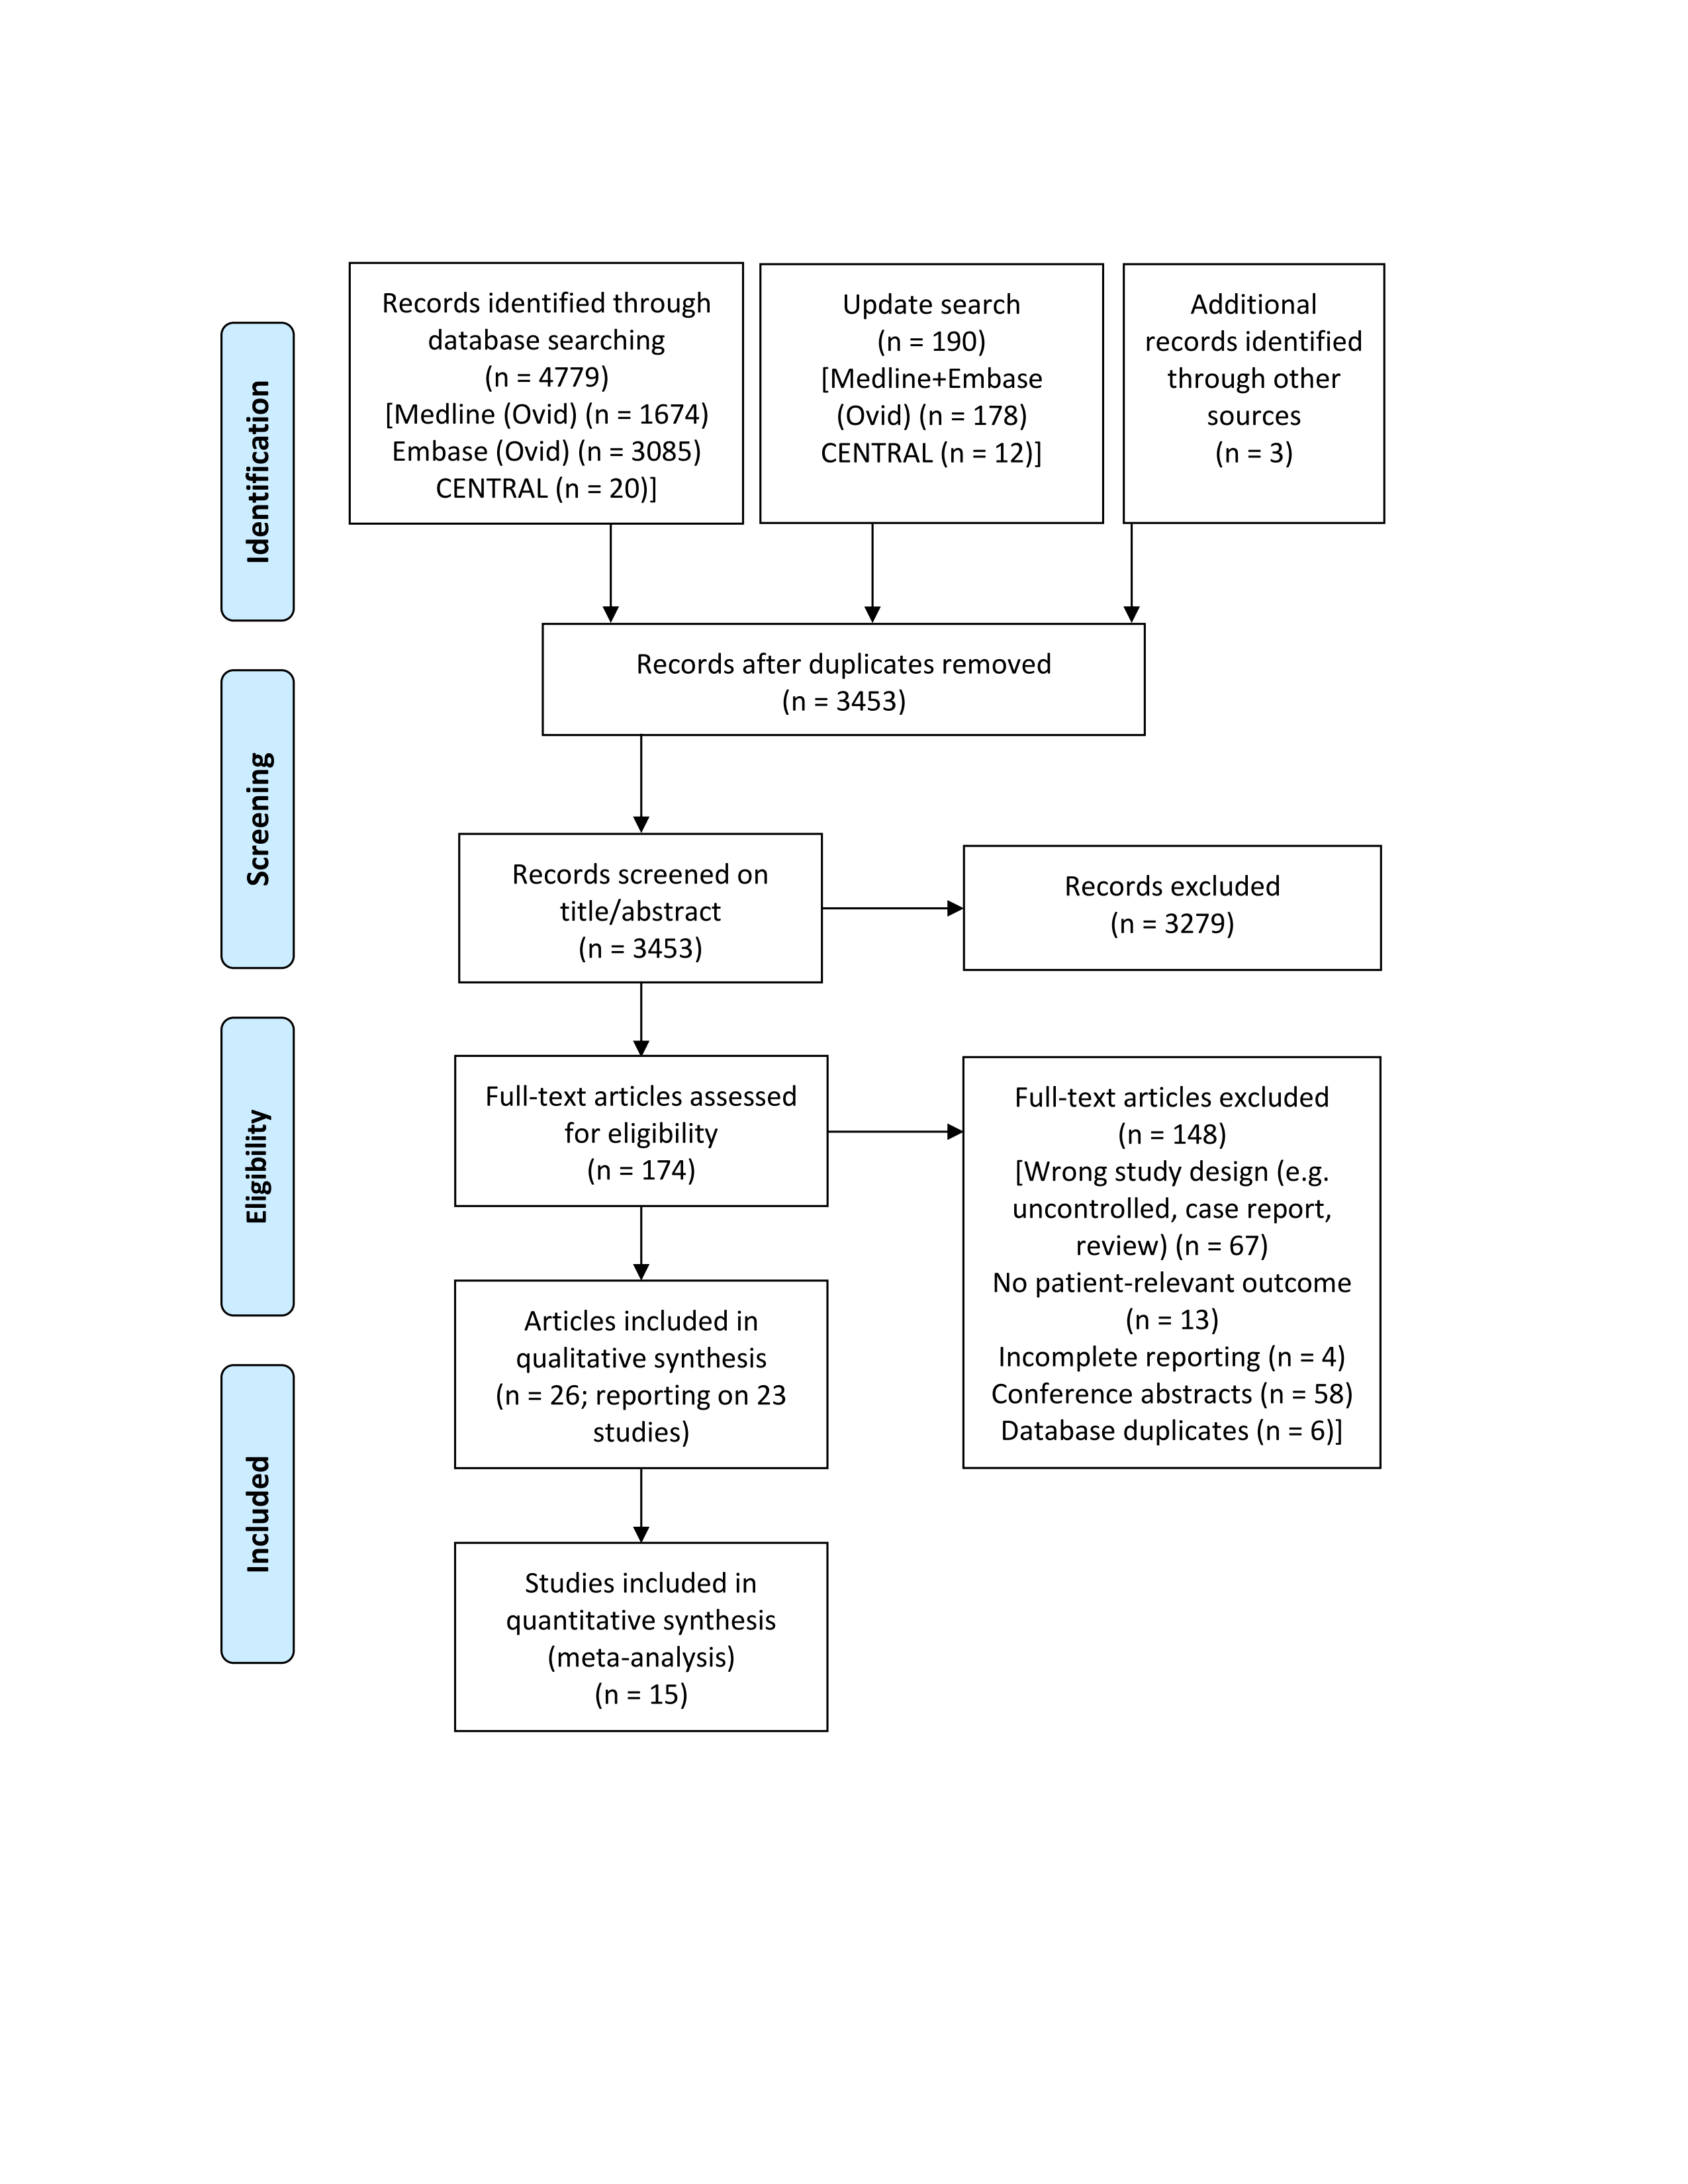 Identification
Records identified through
database searching
(n = 4779)
[Medline (Ovid) (n = 1674)
Embase (Ovid) (n = 3085)
CENTRAL (n = 20)]
Update search
(n = 190)
[Medline+Embase
(Ovid) (n = 178)
CENTRAL (n = 12)]
Additional
records identified
through other
sources
(n = 3)
Records after duplicates removed
(n = 3453)
Screening
Records screened on
title/abstract
(n = 3453)
Records excluded
(n = 3279)
Eligibility
Full-text articles assessed
for eligibility
(n = 174)
Full-text articles excluded
(n = 148)
[Wrong study design (e.g.
uncontrolled, case report,
review) (n = 67)
No patient-relevant outcome
(n = 13)
Incomplete reporting (n = 4)
Conference abstracts (n = 58)
Database duplicates (n = 6)]
Articles included in
qualitative synthesis
(n = 26; reporting on 23
studies)
Included
Studies included in
quantitative synthesis
(meta-analysis)
(n = 15)